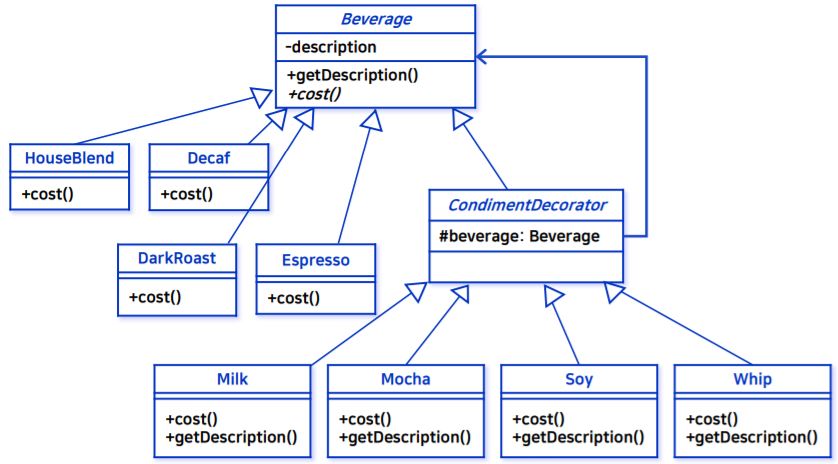 Beverage
-description
+getDescription()
+cost()
HouseBlend
+cost()
Decaf
+cost()
DarkRoast
+cost()
Espresso
+cost()
CondimentDecorator
#beverage: Beverage
Milk
+cost()
+getDescription()
Mocha
+cost()
+getDescription()
Soy
+cost()
+getDescription()
Whip
+cost()
+getDescription()